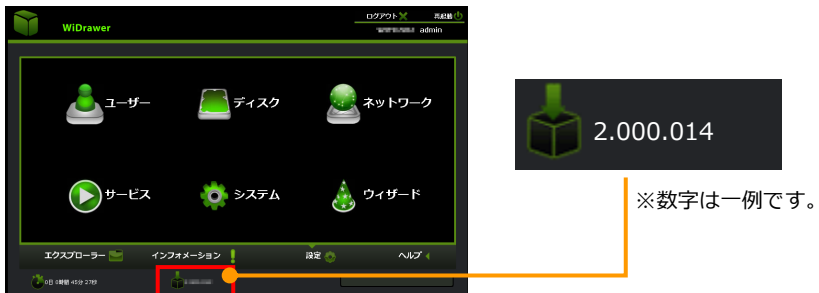 ログアウト 再起動
WiDrawer
admin
ユーザー ディスク ネットワーク
2.000.014
サービス システム ウィザード
※数字は一例です。
エクスプローラー インフォメーション 設定 ヘルプ
0日 0時間 45分 27秒